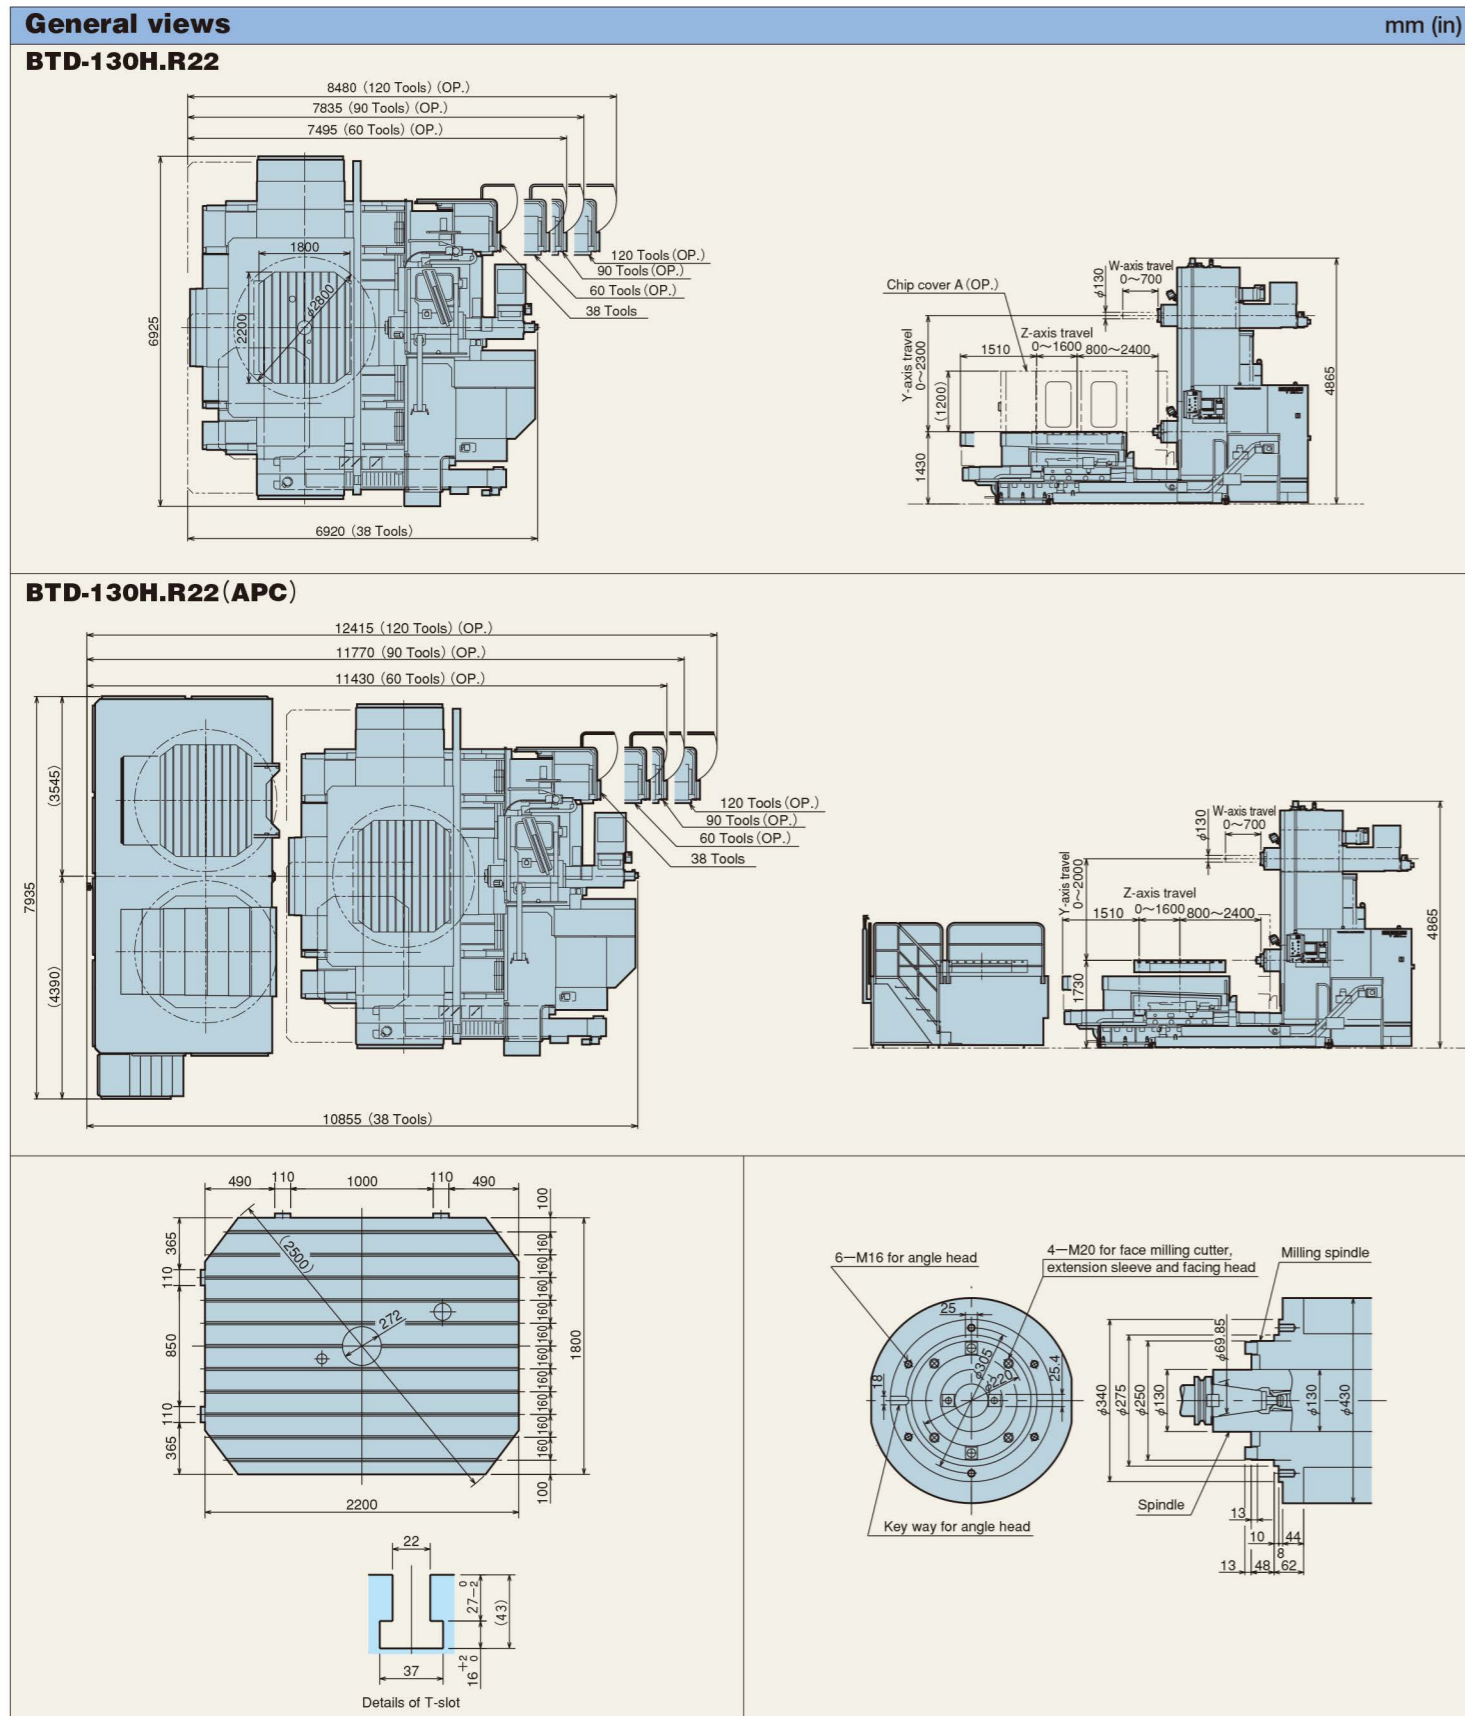 General views
mm (in)
BTD-130H.R22
8480 (120 Tools) (OP.)
7835 (90 Tools) (OP.)
7495 (60 Tools) (OP.)
6925
1800
2200
φ2800
120 Tools (OP.)
90 Tools (OP.)
60 Tools (OP.)
38 Tools
6920 (38 Tools)
Chip cover A (OP.)
W-axis travel
0～700
φ130
Z-axis travel
1510
0～1600
800～2400
Y-axis travel
0～2300
(1200)
1430
4865
BTD-130H.R22(APC)
12415 (120 Tools) (OP.)
11770 (90 Tools) (OP.)
11430 (60 Tools) (OP.)
7935
(3545)
(4390)
120 Tools (OP.)
90 Tools (OP.)
60 Tools (OP.)
38 Tools
10855 (38 Tools)
W-axis travel
0～700
φ130
Y-axis travel
0～2000
Z-axis travel
1510
0～1600
800～2400
1730
4865
490
110
1000
110
490
365
110
850
110
365
(2500)
272
100
160
160
160
160
160
160
160
160
160
160
100
1800
2200
22
27 0 -2
(43)
16 +2 0
37
Details of T-slot
6—M16 for angle head
4—M20 for face milling cutter,
extension sleeve and facing head
Milling spindle
25
φ305
φ220
25.4
18
Key way for angle head
φ340
φ275
φ250
φ130
φ69.85
φ130
φ430
Spindle
13
10
44
8
13
48
62